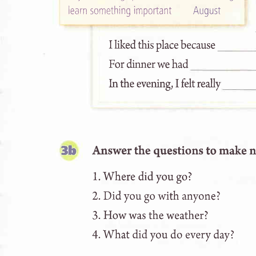 learn something important August
I liked this place because
For dinner we had
In the evening, I felt really
3b Answer the questions to make n
1. Where did you go?
2. Did you go with anyone?
3. How was the weather?
4. What did you do every day?